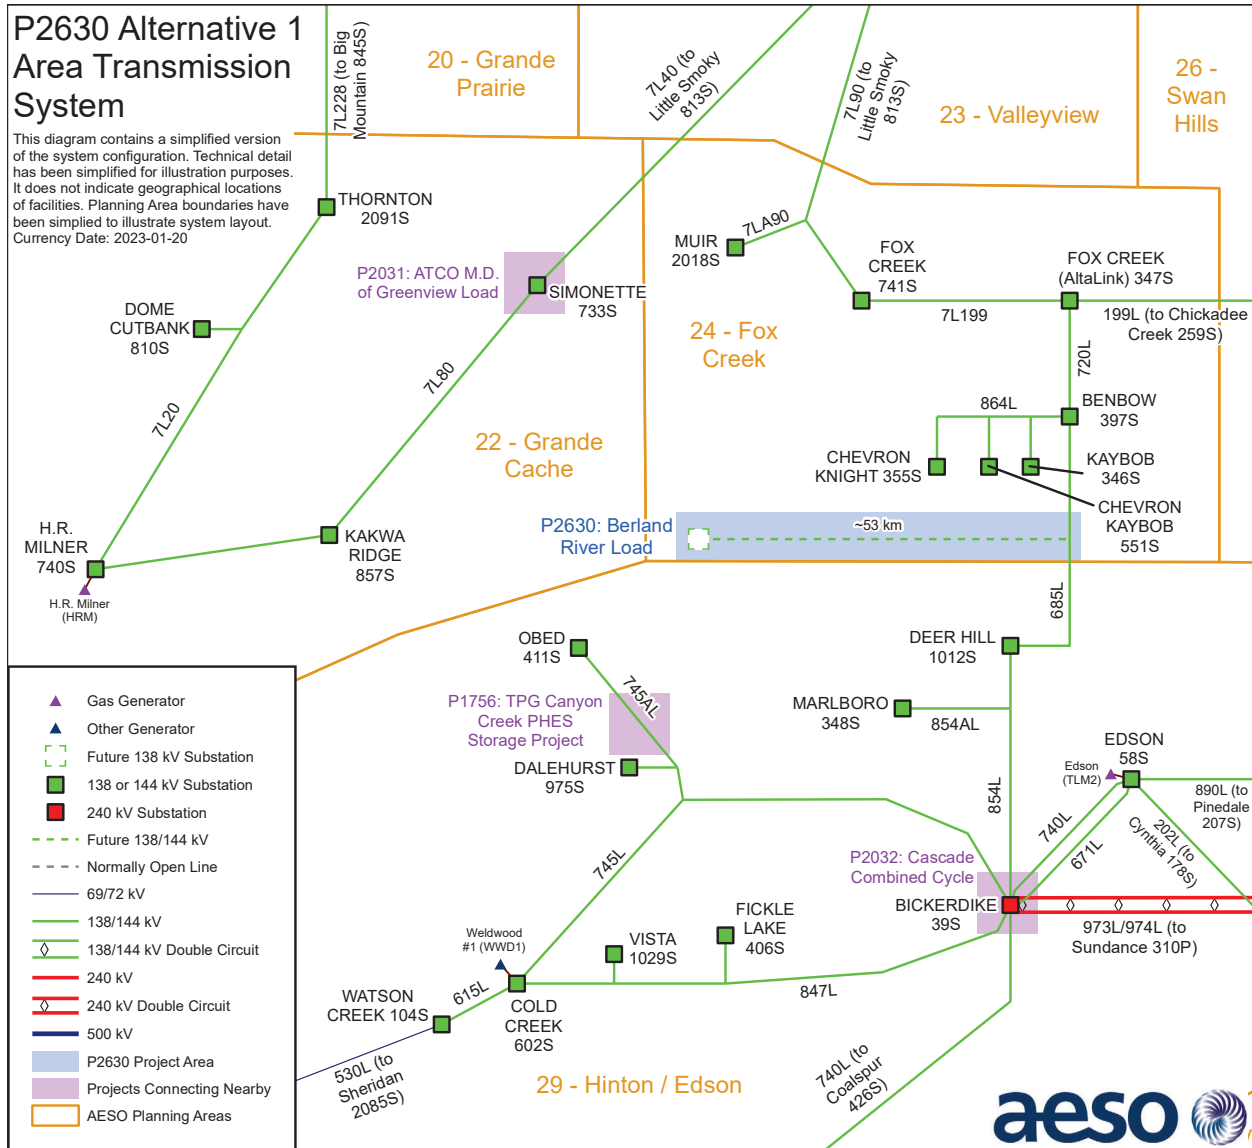 P2630 Alternative 1
Area Transmission
System
This diagram contains a simplified version
of the system configuration. Technical detail
has been simplified for illustration purposes.
It does not indicate geographical locations
of facilities. Planning Area boundaries have
been simplied to illustrate system layout.
Currency Date: 2023-01-20
7L228 (to Big
Mountain 845S)
20 - Grande
Prairie
7L40 (to
Little Smoky
813S)
7L90 (to
Little Smoky
813S)
23 - Valleyview
26 -
Swan
Hills
THORNTON
2091S
MUIR
2018S
7LA90
FOX
CREEK
741S
FOX CREEK
(AltaLink) 347S
P2031: ATCO M.D.
of Greenview Load
SIMONETTE
733S
7L199
199L (to Chickadee
Creek 259S)
DOME
CUTBANK
810S
24 - Fox
Creek
720L
7L80
7L20
864L
BENBOW
397S
22 - Grande
Cache
CHEVRON
KNIGHT 355S
KAYBOB
346S
CHEVRON
KAYBOB
551S
H.R.
MILNER
740S
KAKWA
RIDGE
857S
P2630: Berland
River Load
~53 km
H.R. Milner
(HRM)
685L
OBED
411S
DEER HILL
1012S
745AL
P1756: TPG Canyon
Creek PHES
Storage Project
MARLBORO
348S
854AL
DALEHURST
975S
EDSON
58S
Edson
(TLM2)
854L
890L (to
Pinedale
207S)
740L
671L
202L (to
Cynthia 178S)
745L
P2032: Cascade
Combined Cycle
BICKERDIKE
39S
973L/974L (to
Sundance 310P)
Weldwood
#1 (WWD1)
VISTA
1029S
FICKLE
LAKE
406S
847L
WATSON
CREEK 104S
615L
COLD
CREEK
602S
530L (to
Sheridan
2085S)
29 - Hinton / Edson
740L (to
Coalspur
426S)
Gas Generator
Other Generator
Future 138 kV Substation
138 or 144 kV Substation
240 kV Substation
Future 138/144 kV
Normally Open Line
69/72 kV
138/144 kV
138/144 kV Double Circuit
240 kV
240 kV Double Circuit
500 kV
P2630 Project Area
Projects Connecting Nearby
AESO Planning Areas
aeso